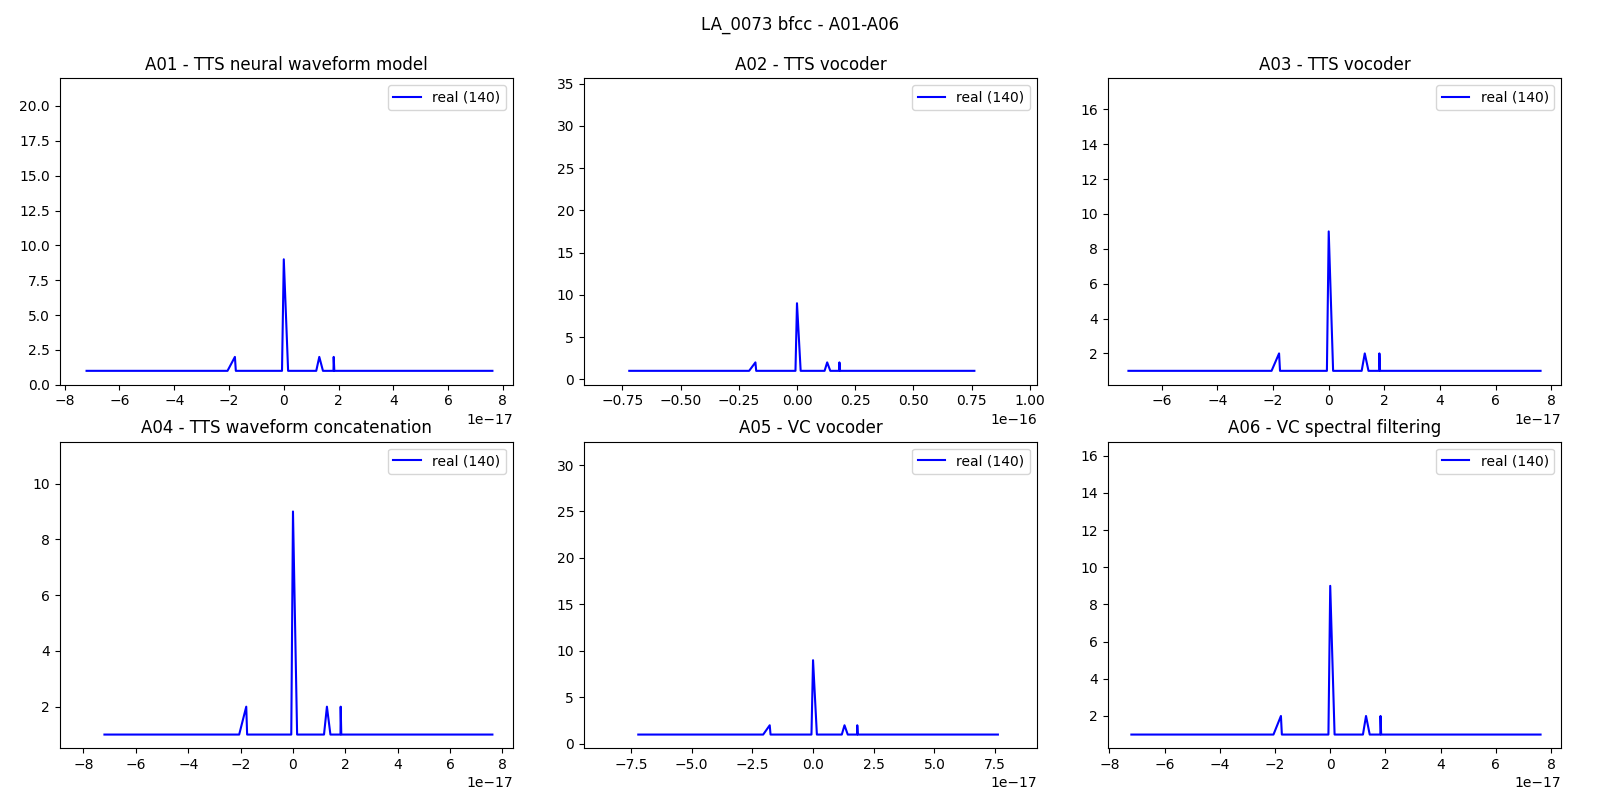 LA_0073 bfcc - A01-A06
A01 - TTS neural waveform model
real (140)
20.0
17.5
15.0
12.5
10.0
7.5
5.0
2.5
0.0
−8 −6 −4 −2 0 2 4 6 8
1e−17
A02 - TTS vocoder
real (140)
35
30
25
20
15
10
5
0
−0.75 −0.50 −0.25 0.00 0.25 0.50 0.75 1.00
1e−16
A03 - TTS vocoder
real (140)
16
14
12
10
8
6
4
2
−6 −4 −2 0 2 4 6 8
1e−17
A04 - TTS waveform concatenation
real (140)
10
8
6
4
2
−8 −6 −4 −2 0 2 4 6 8
1e−17
A05 - VC vocoder
real (140)
30
25
20
15
10
5
0
−7.5 −5.0 −2.5 0.0 2.5 5.0 7.5
1e−17
A06 - VC spectral filtering
real (140)
16
14
12
10
8
6
4
2
−8 −6 −4 −2 0 2 4 6 8
1e−17